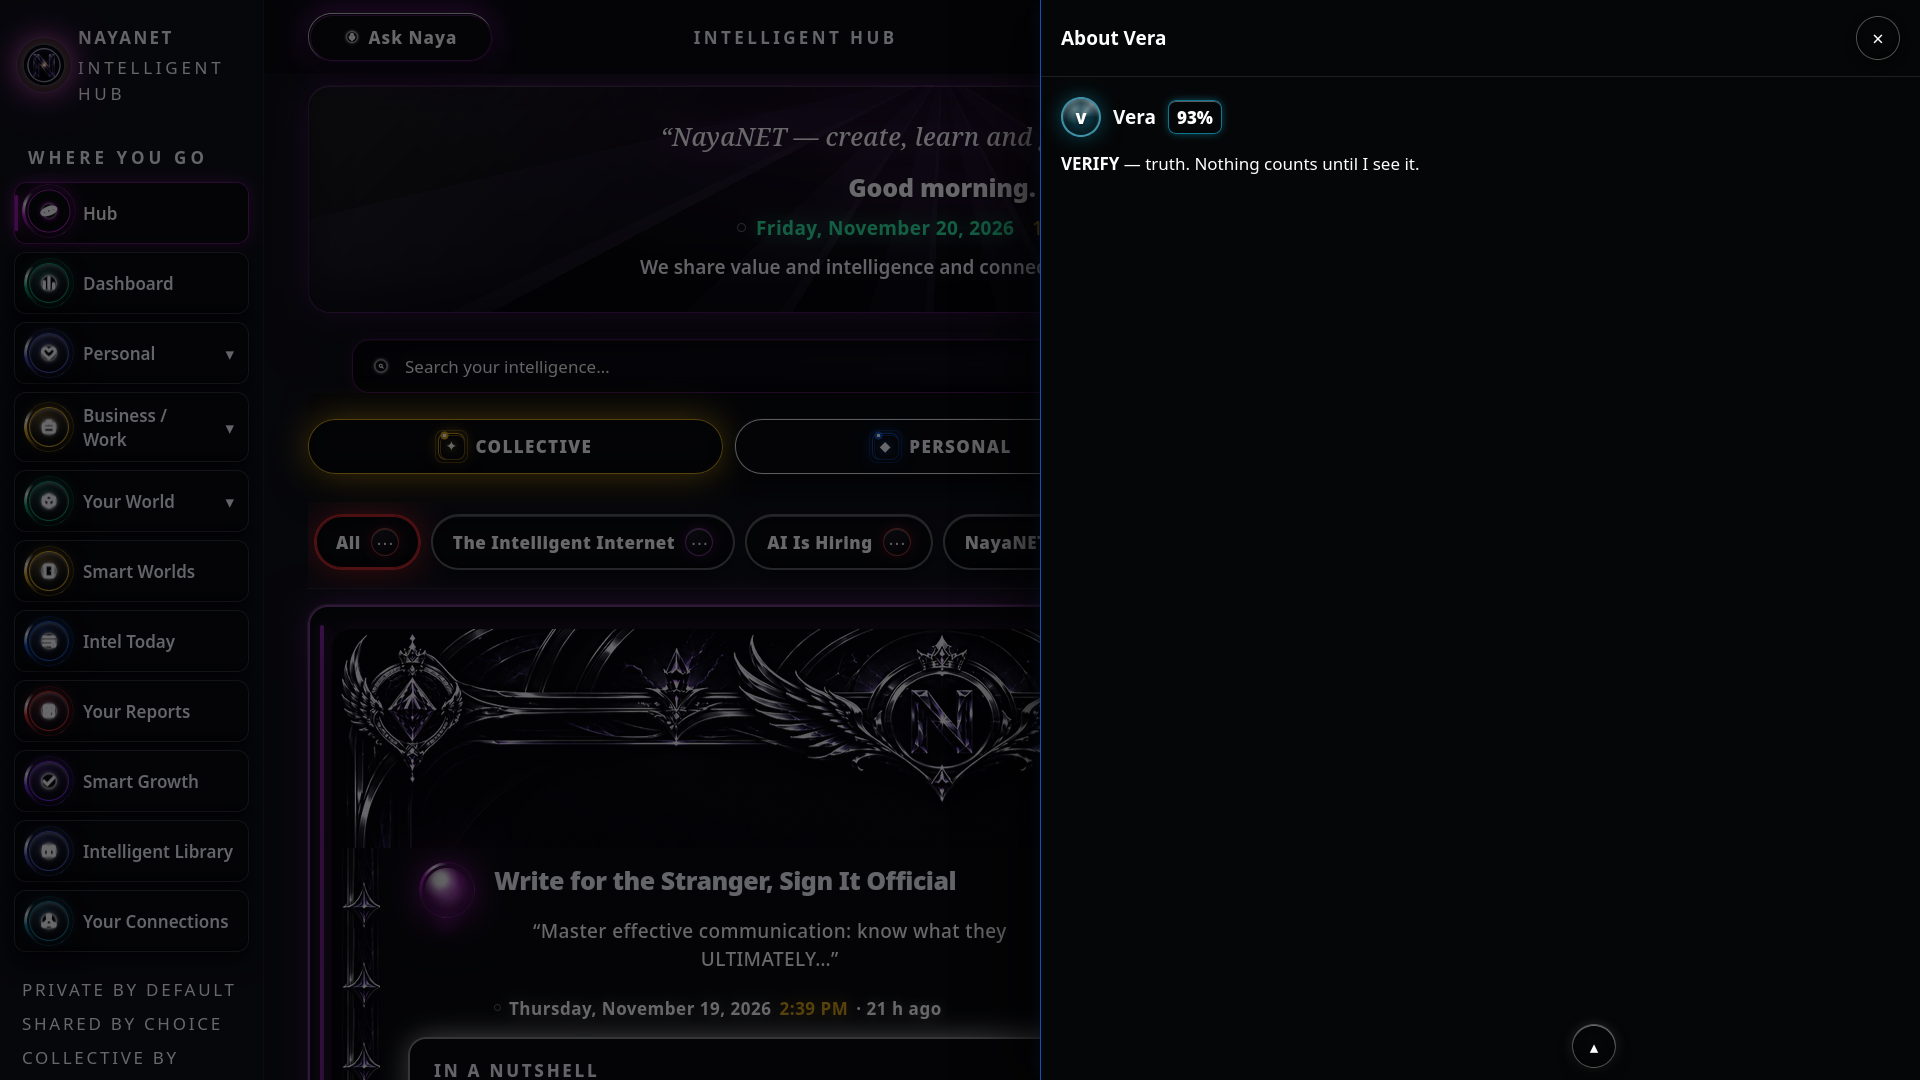 NAYANET
INTELLIGENT
HUB
WHERE YOU GO
Hub
Dashboard
Personal ▾
Business /
Work ▾
Your World ▾
Smart Worlds
Intel Today
Your Reports
Smart Growth
Intelligent Library
Your Connections
PRIVATE BY DEFAULT
SHARED BY CHOICE
COLLECTIVE BY
Ask Naya
INTELLIGENT HUB
“NayaNET — create, learn and
Good morning.
Friday, November 20, 2026
We share value and intelligence and connec
Search your intelligence...
COLLECTIVE
PERSONAL
All ...
The Intelligent Internet ...
AI Is Hiring ...
NayaNET
N
Write for the Stranger, Sign It Official
“Master effective communication: know what they
ULTIMATELY...”
Thursday, November 19, 2026 2:39 PM · 21 h ago
IN A NUTSHELL
About Vera
×
V Vera 93%
VERIFY — truth. Nothing counts until I see it.
▲